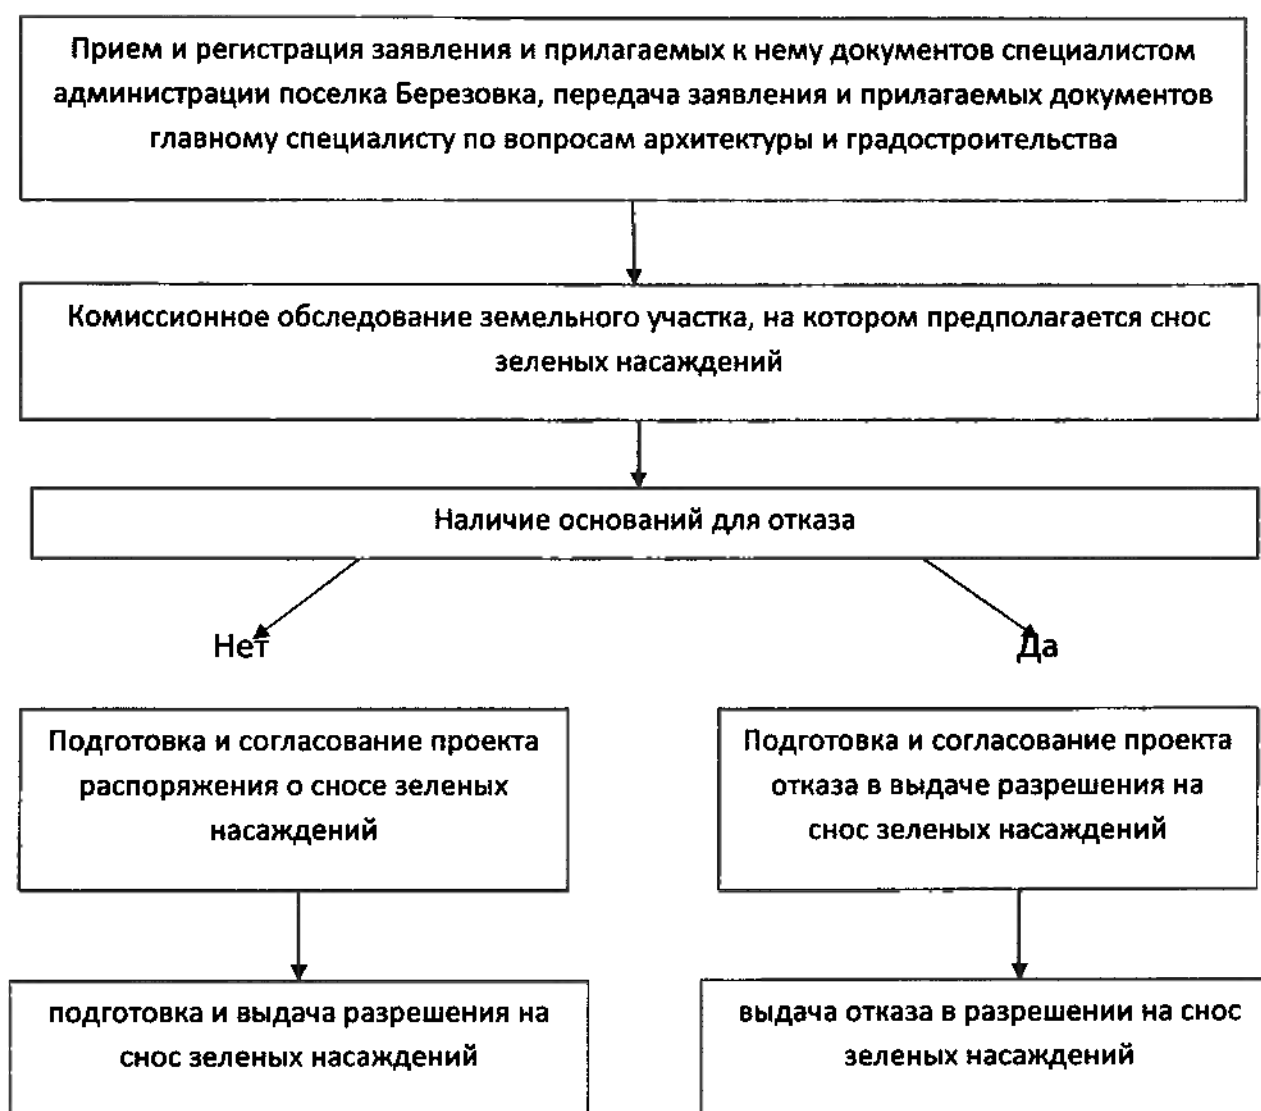 Прием и регистрация заявления и прилагаемых к нему документов специалистом
администрации поселка Березовка, передача заявления и прилагаемых документов
главному специалисту по вопросам архитектуры и градостроительства
Комиссионное обследование земельного участка, на котором предполагается снос
зеленых насаждений
Наличие оснований для отказа
Нет
Да
Подготовка и согласование проекта
распоряжения о сносе зеленых
насаждений
Подготовка и согласование проекта
отказа в выдаче разрешения на
снос зеленых насаждений
подготовка и выдача разрешения на
снос зеленых насаждений
выдача отказа в разрешении на снос
зеленых насаждений